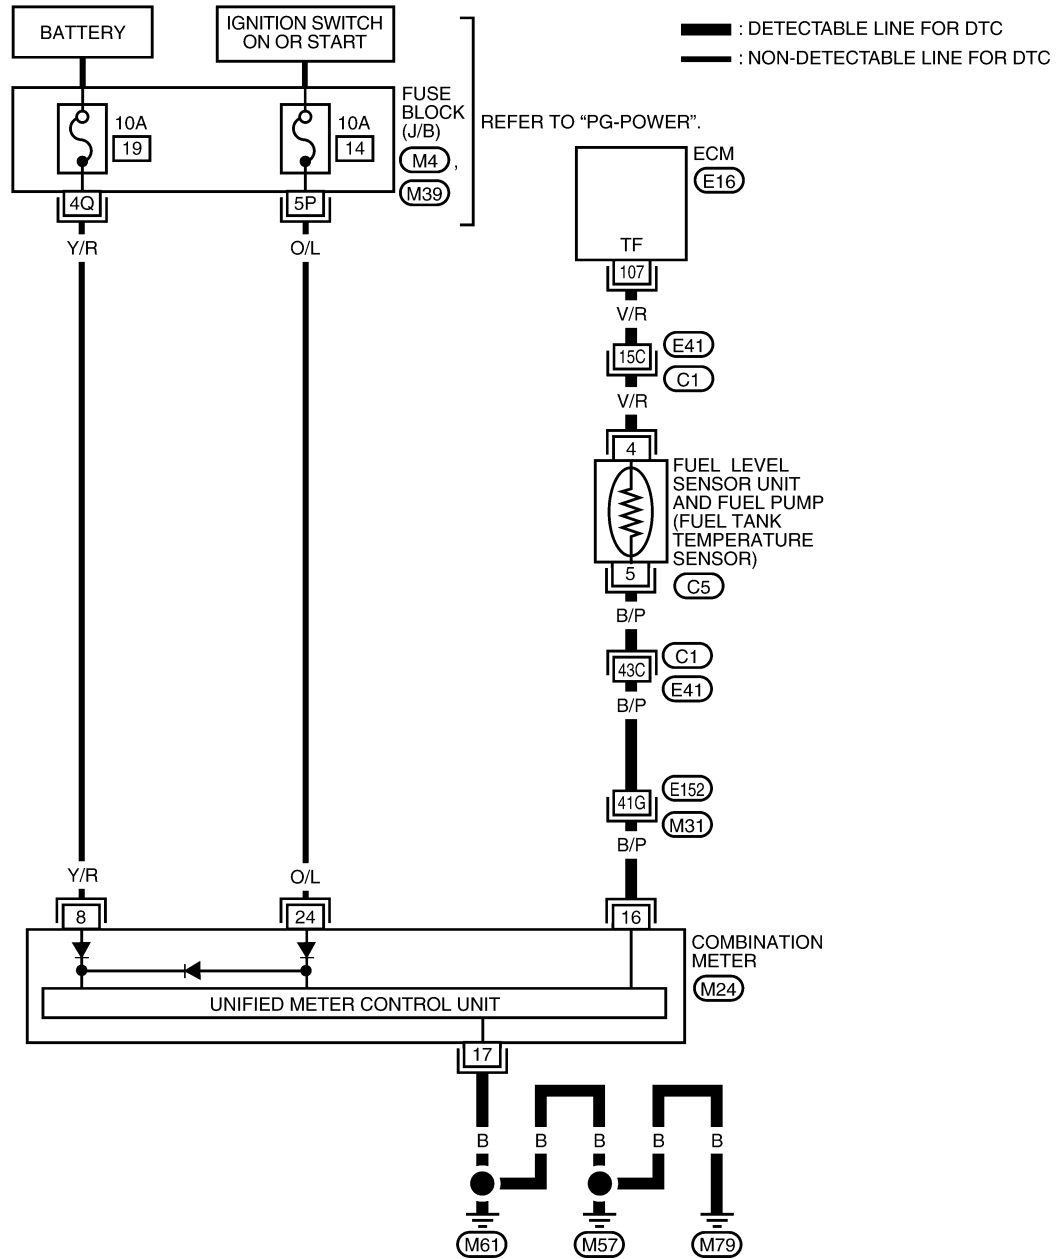 BATTERY
IGNITION SWITCH
ON OR START
: DETECTABLE LINE FOR DTC
: NON-DETECTABLE LINE FOR DTC
10A
19
10A
14
FUSE
BLOCK
(J/B)
M4 ,
M39
REFER TO “PG-POWER”.
4Q
5P
Y/R
O/L
ECM
E16
TF
107
V/R
15C
E41
C1
V/R
4
FUEL LEVEL
SENSOR UNIT
AND FUEL PUMP
(FUEL TANK
TEMPERATURE
SENSOR)
C5
5
B/P
43C
C1
E41
B/P
41G
E152
M31
B/P
Y/R
O/L
8
24
16
COMBINATION
METER
M24
UNIFIED METER CONTROL UNIT
17
B B B B B
M61 M57 M79